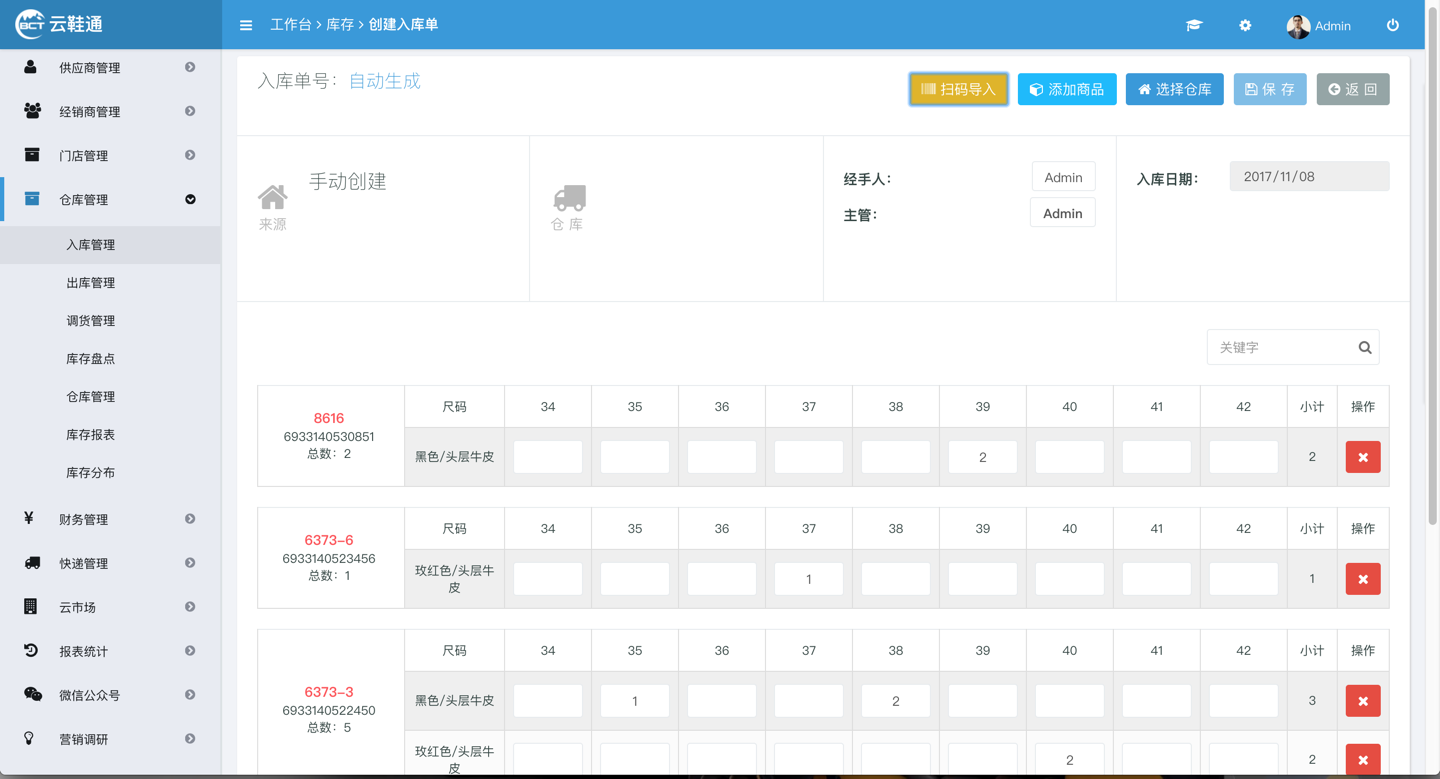 BCT 云鞋通
工作台 > 库存 > 创建入库单
Admin
供应商管理
经销商管理
门店管理
仓库管理
入库管理
出库管理
调货管理
库存盘点
仓库管理
库存报表
库存分布
财务管理
快递管理
云市场
报表统计
微信公众号
营销调研
入库单号： 自动生成
扫码导入 添加商品 选择仓库 保 存 返 回
手动创建
来源
仓 库
经手人： Admin
主管： Admin
入库日期： 2017/11/08
关键字
8616
6933140530851
总数：2
尺码 34 35 36 37 38 39 40 41 42 小计 操作
黑色/头层牛皮 2 2
6373-6
6933140523456
总数：1
尺码 34 35 36 37 38 39 40 41 42 小计 操作
玫红色/头层牛
皮 1 1
6373-3
6933140522450
总数：5
尺码 34 35 36 37 38 39 40 41 42 小计 操作
黑色/头层牛皮 1 2 3
玫红色/头层牛
皮 2 2